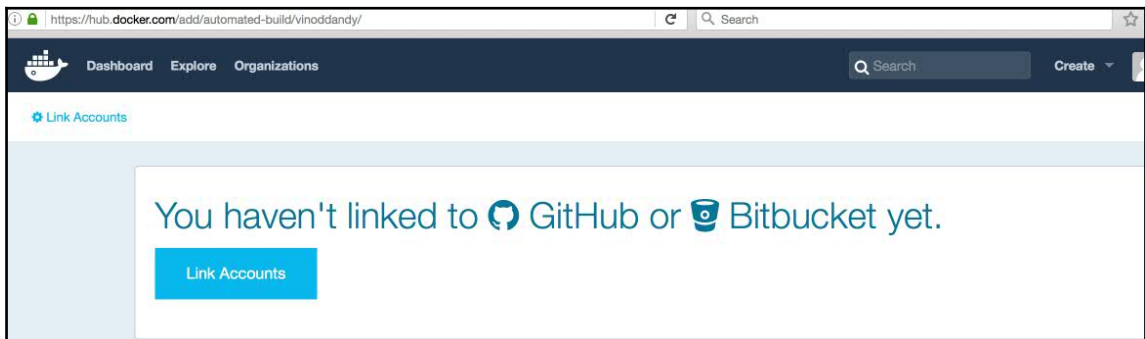 https://hub.docker.com/add/automated-build/vinoddandy/
Search
Dashboard Explore Organizations
Search
Create
Link Accounts
You haven't linked to GitHub or Bitbucket yet.
Link Accounts